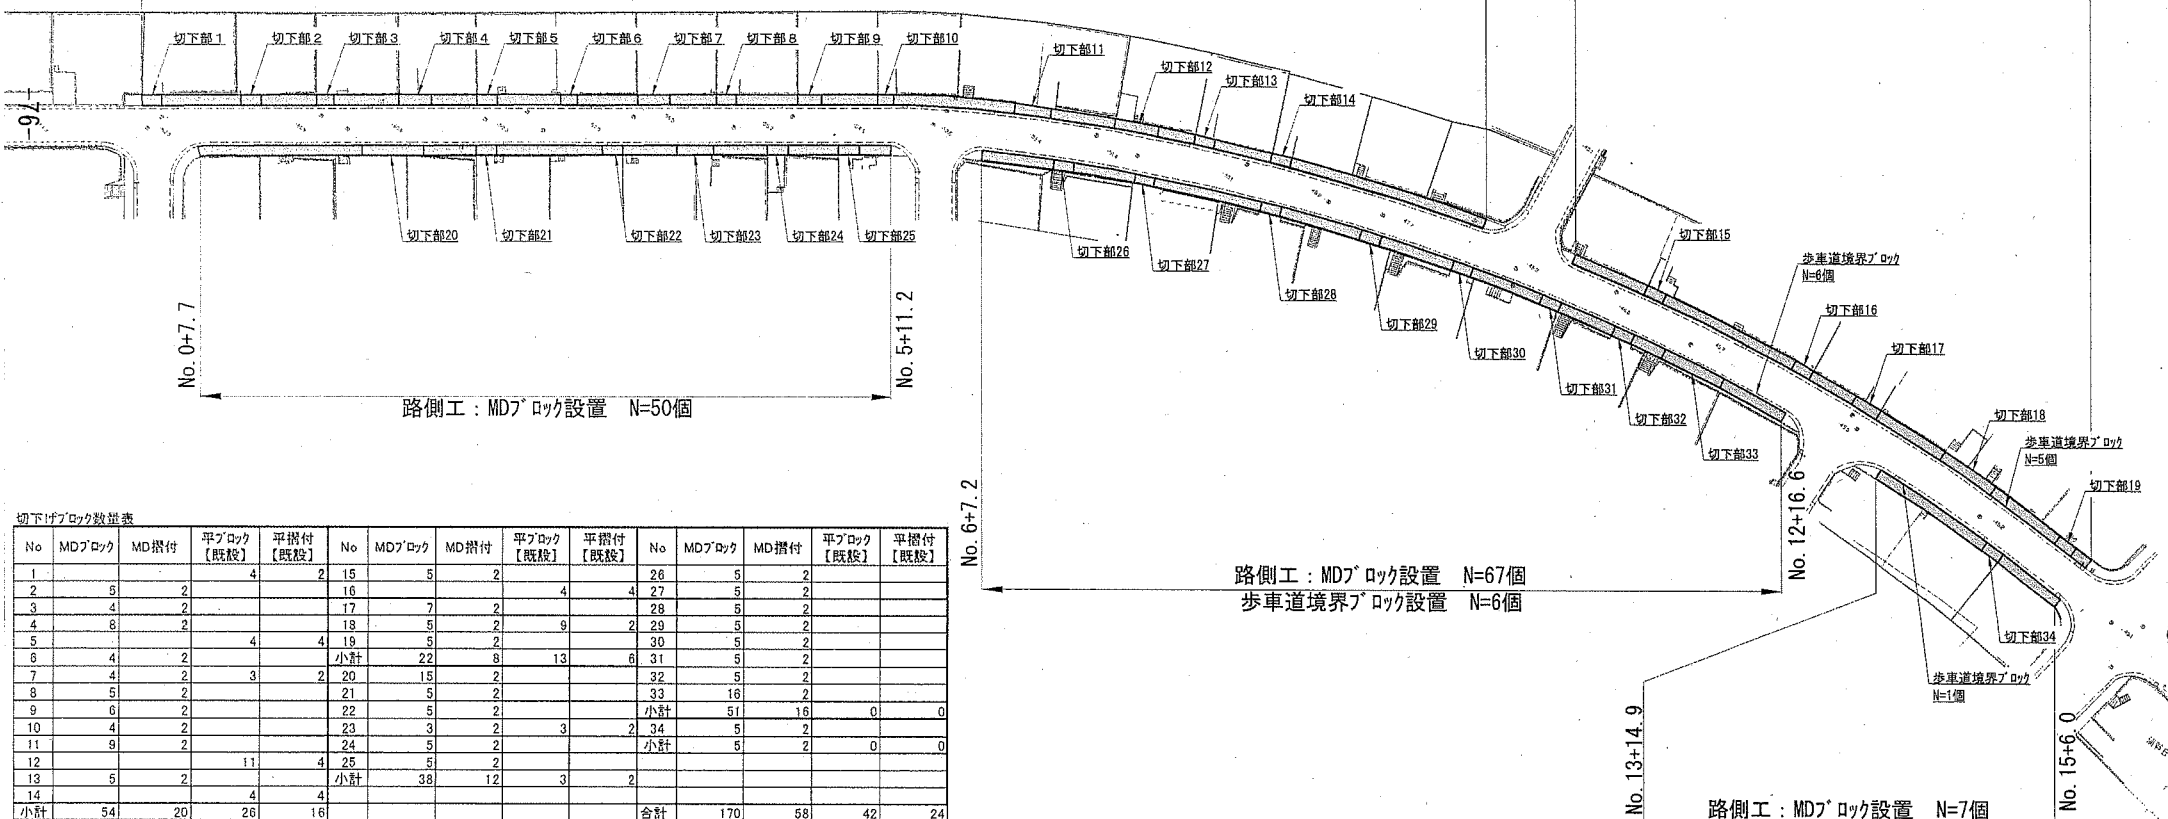 切下部1
切下部2
切下部3
切下部4
切下部5
切下部6
切下部7
切下部8
切下部9
切下部10
切下部11
切下部12
切下部13
切下部14
切下部15
歩車道境界ブロック
N=6個
切下部16
切下部17
切下部18
歩車道境界ブロック
N=5個
切下部19
-97-
切下部20
切下部21
切下部22
切下部23
切下部24
切下部25
切下部26
切下部27
切下部28
切下部29
切下部30
切下部31
切下部32
切下部33
切下部34
歩車道境界ブロック
N=1個
No.0+7.7
No.5+11.2
路側工：MDブロック設置 N=50個
No.6+7.2
No.12+16.6
路側工：MDブロック設置 N=67個
歩車道境界ブロック設置 N=6個
No.13+14.9
No.15+6.0
路側工：MDブロック設置 N=7個
切下げブロック数量表
No MDブロック MD摺付 平ブロック【既設】 平摺付【既設】 No MDブロック MD摺付 平ブロック【既設】 平摺付【既設】 No MDブロック MD摺付 平ブロック【既設】 平摺付【既設】
1 4 2 15 5 2 26 5 2
2 5 2 16 4 4 27 5 2
3 4 2 17 7 2 28 5 2
4 8 2 18 5 2 9 2 29 5 2
5 4 4 19 5 2 30 5 2
6 4 2 小計 22 8 13 6 31 5 2
7 4 2 3 2 20 15 2 32 5 2
8 5 2 21 5 2 33 16 2
9 6 2 22 5 2 小計 51 16 0 0
10 4 2 23 3 2 3 2 34 5 2
11 9 2 24 5 2 小計 5 2 0 0
12 11 4 25 5 2
13 5 2 小計 38 12 3 2
14 4 4
小計 54 20 26 16 合計 170 58 42 24